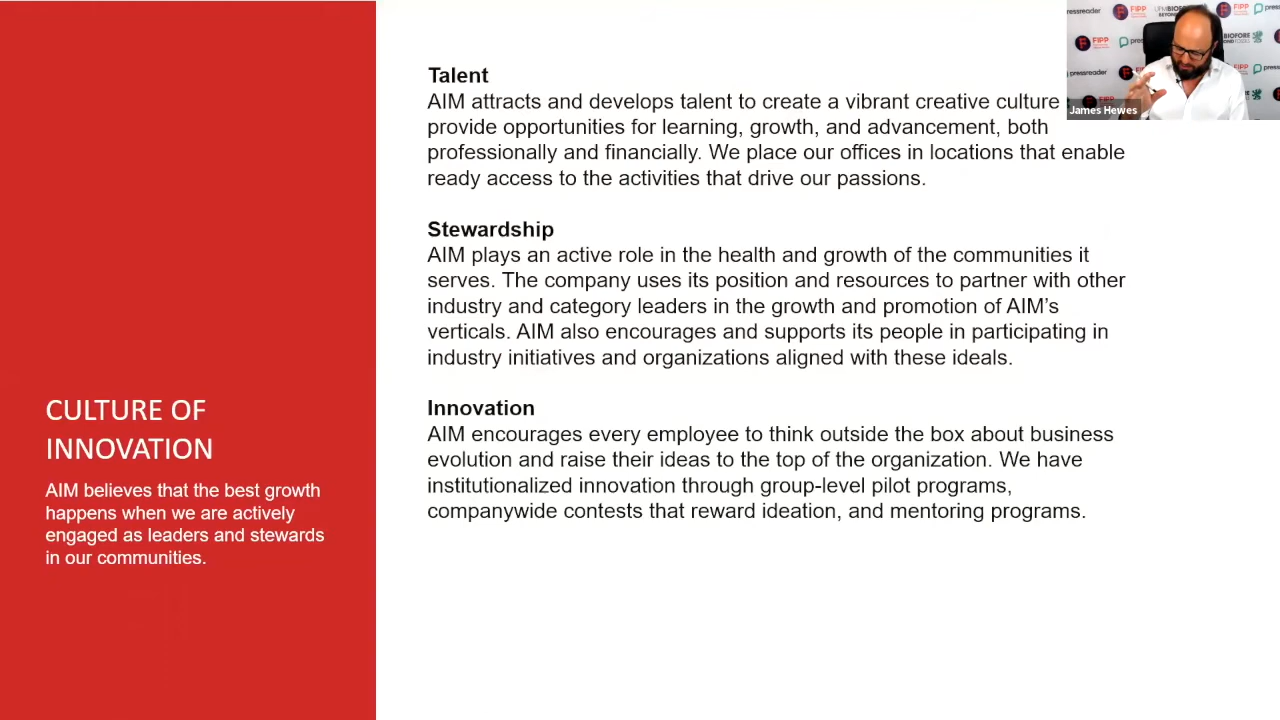 CULTURE OF
INNOVATION
AIM believes that the best growth
happens when we are actively
engaged as leaders and stewards
in our communities.
Talent
AIM attracts and develops talent to create a vibrant creative culture
provide opportunities for learning, growth, and advancement, both
professionally and financially. We place our offices in locations that enable
ready access to the activities that drive our passions.
Stewardship
AIM plays an active role in the health and growth of the communities it
serves. The company uses its position and resources to partner with other
industry and category leaders in the growth and promotion of AIM’s
verticals. AIM also encourages and supports its people in participating in
industry initiatives and organizations aligned with these ideals.
Innovation
AIM encourages every employee to think outside the box about business
evolution and raise their ideas to the top of the organization. We have
institutionalized innovation through group-level pilot programs,
companywide contests that reward ideation, and mentoring programs.
FIPP
FIPP
pressreader
James Hewes